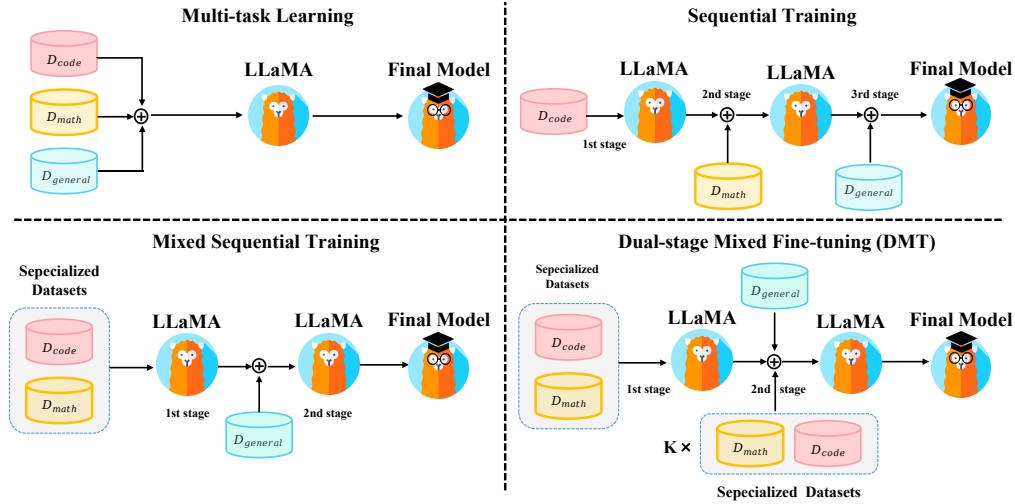 Multi-task Learning
D_code
D_math
D_general
LLaMA
Final Model
Sequential Training
D_code
1st stage
LLaMA
2nd stage
D_math
LLaMA
3rd stage
D_general
Final Model
Mixed Sequential Training
Sepecialized
Datasets
D_code
D_math
LLaMA
1st stage
D_general
LLaMA
2nd stage
Final Model
Dual-stage Mixed Fine-tuning (DMT)
Sepecialized
Datasets
D_code
D_math
1st stage
LLaMA
D_general
2nd stage
LLaMA
Final Model
K ×
D_math
D_code
Sepecialized Datasets